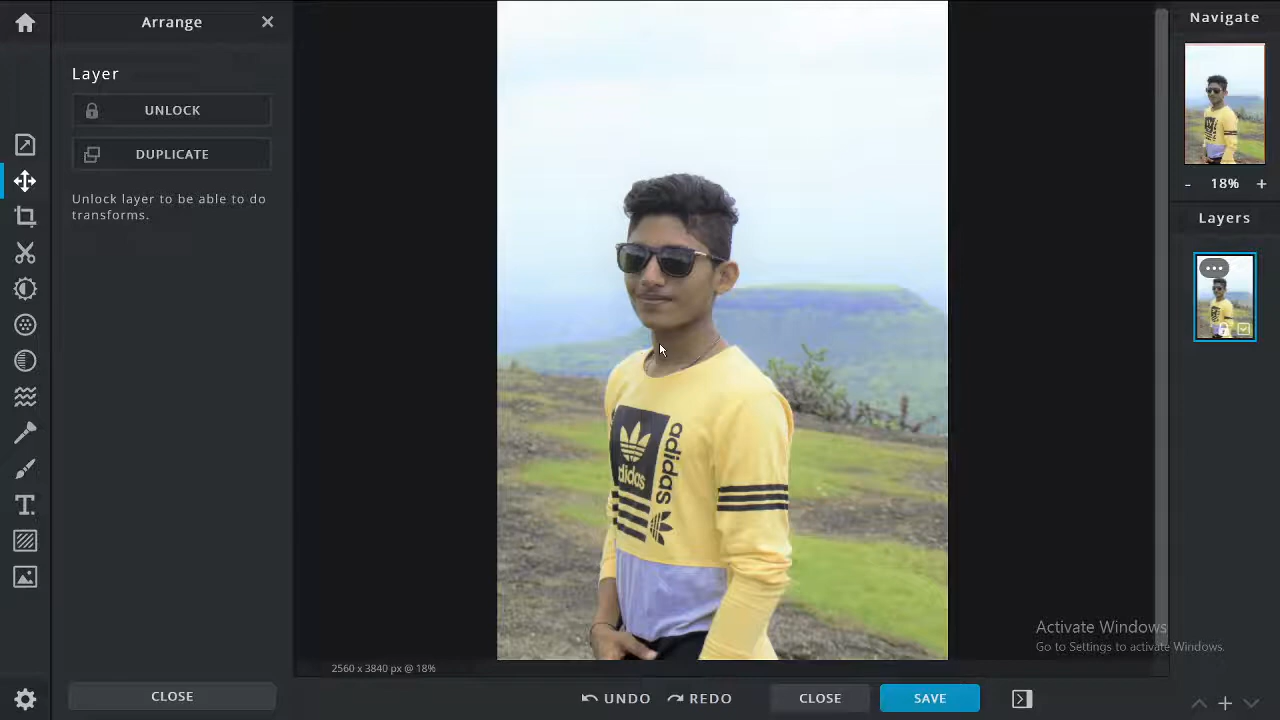 Arrange
Layer
UNLOCK
DUPLICATE
Unlock layer to be able to do
transforms.
CLOSE
adidas
adidas
2560 x 3840 px @ 18%
UNDO
REDO
CLOSE
SAVE
Navigate
- 18% +
Layers
Activate Windows
Go to Settings to activate Windows.